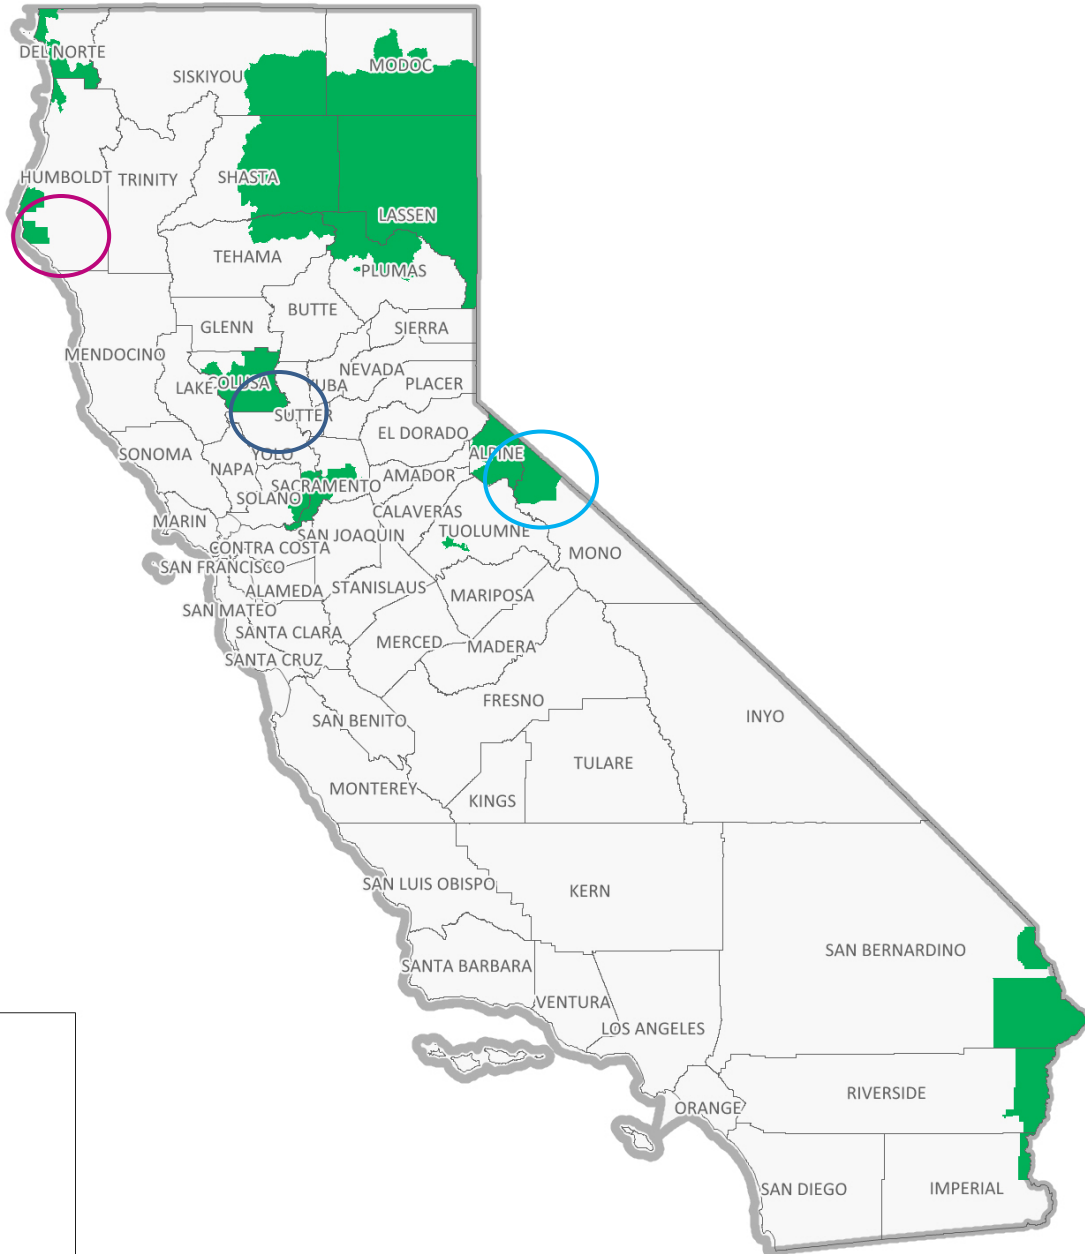 DEL NORTE
SISKIYOU
MODOC
HUMBOLDT
TRINITY
SHASTA
LASSEN
TEHAMA
PLUMAS
BUTTE
GLENN
SIERRA
MENDOCINO
NEVADA
LAKE
COLUSA
YUBA
PLACER
SUTTER
EL DORADO
SONOMA
YOLO
ALPINE
NAPA
AMADOR
SACRAMENTO
SOLANO
CALAVERAS
MARIN
TUOLUMNE
SAN JOAQUIN
CONTRA COSTA
MONO
SAN FRANCISCO
ALAMEDA
STANISLAUS
MARIPOSA
SAN MATEO
SANTA CLARA
MERCED
MADERA
SANTA CRUZ
FRESNO
SAN BENITO
INYO
TULARE
MONTEREY
KINGS
SAN LUIS OBISPO
KERN
SAN BERNARDINO
SANTA BARBARA
VENTURA
LOS ANGELES
RIVERSIDE
ORANGE
SAN DIEGO
IMPERIAL